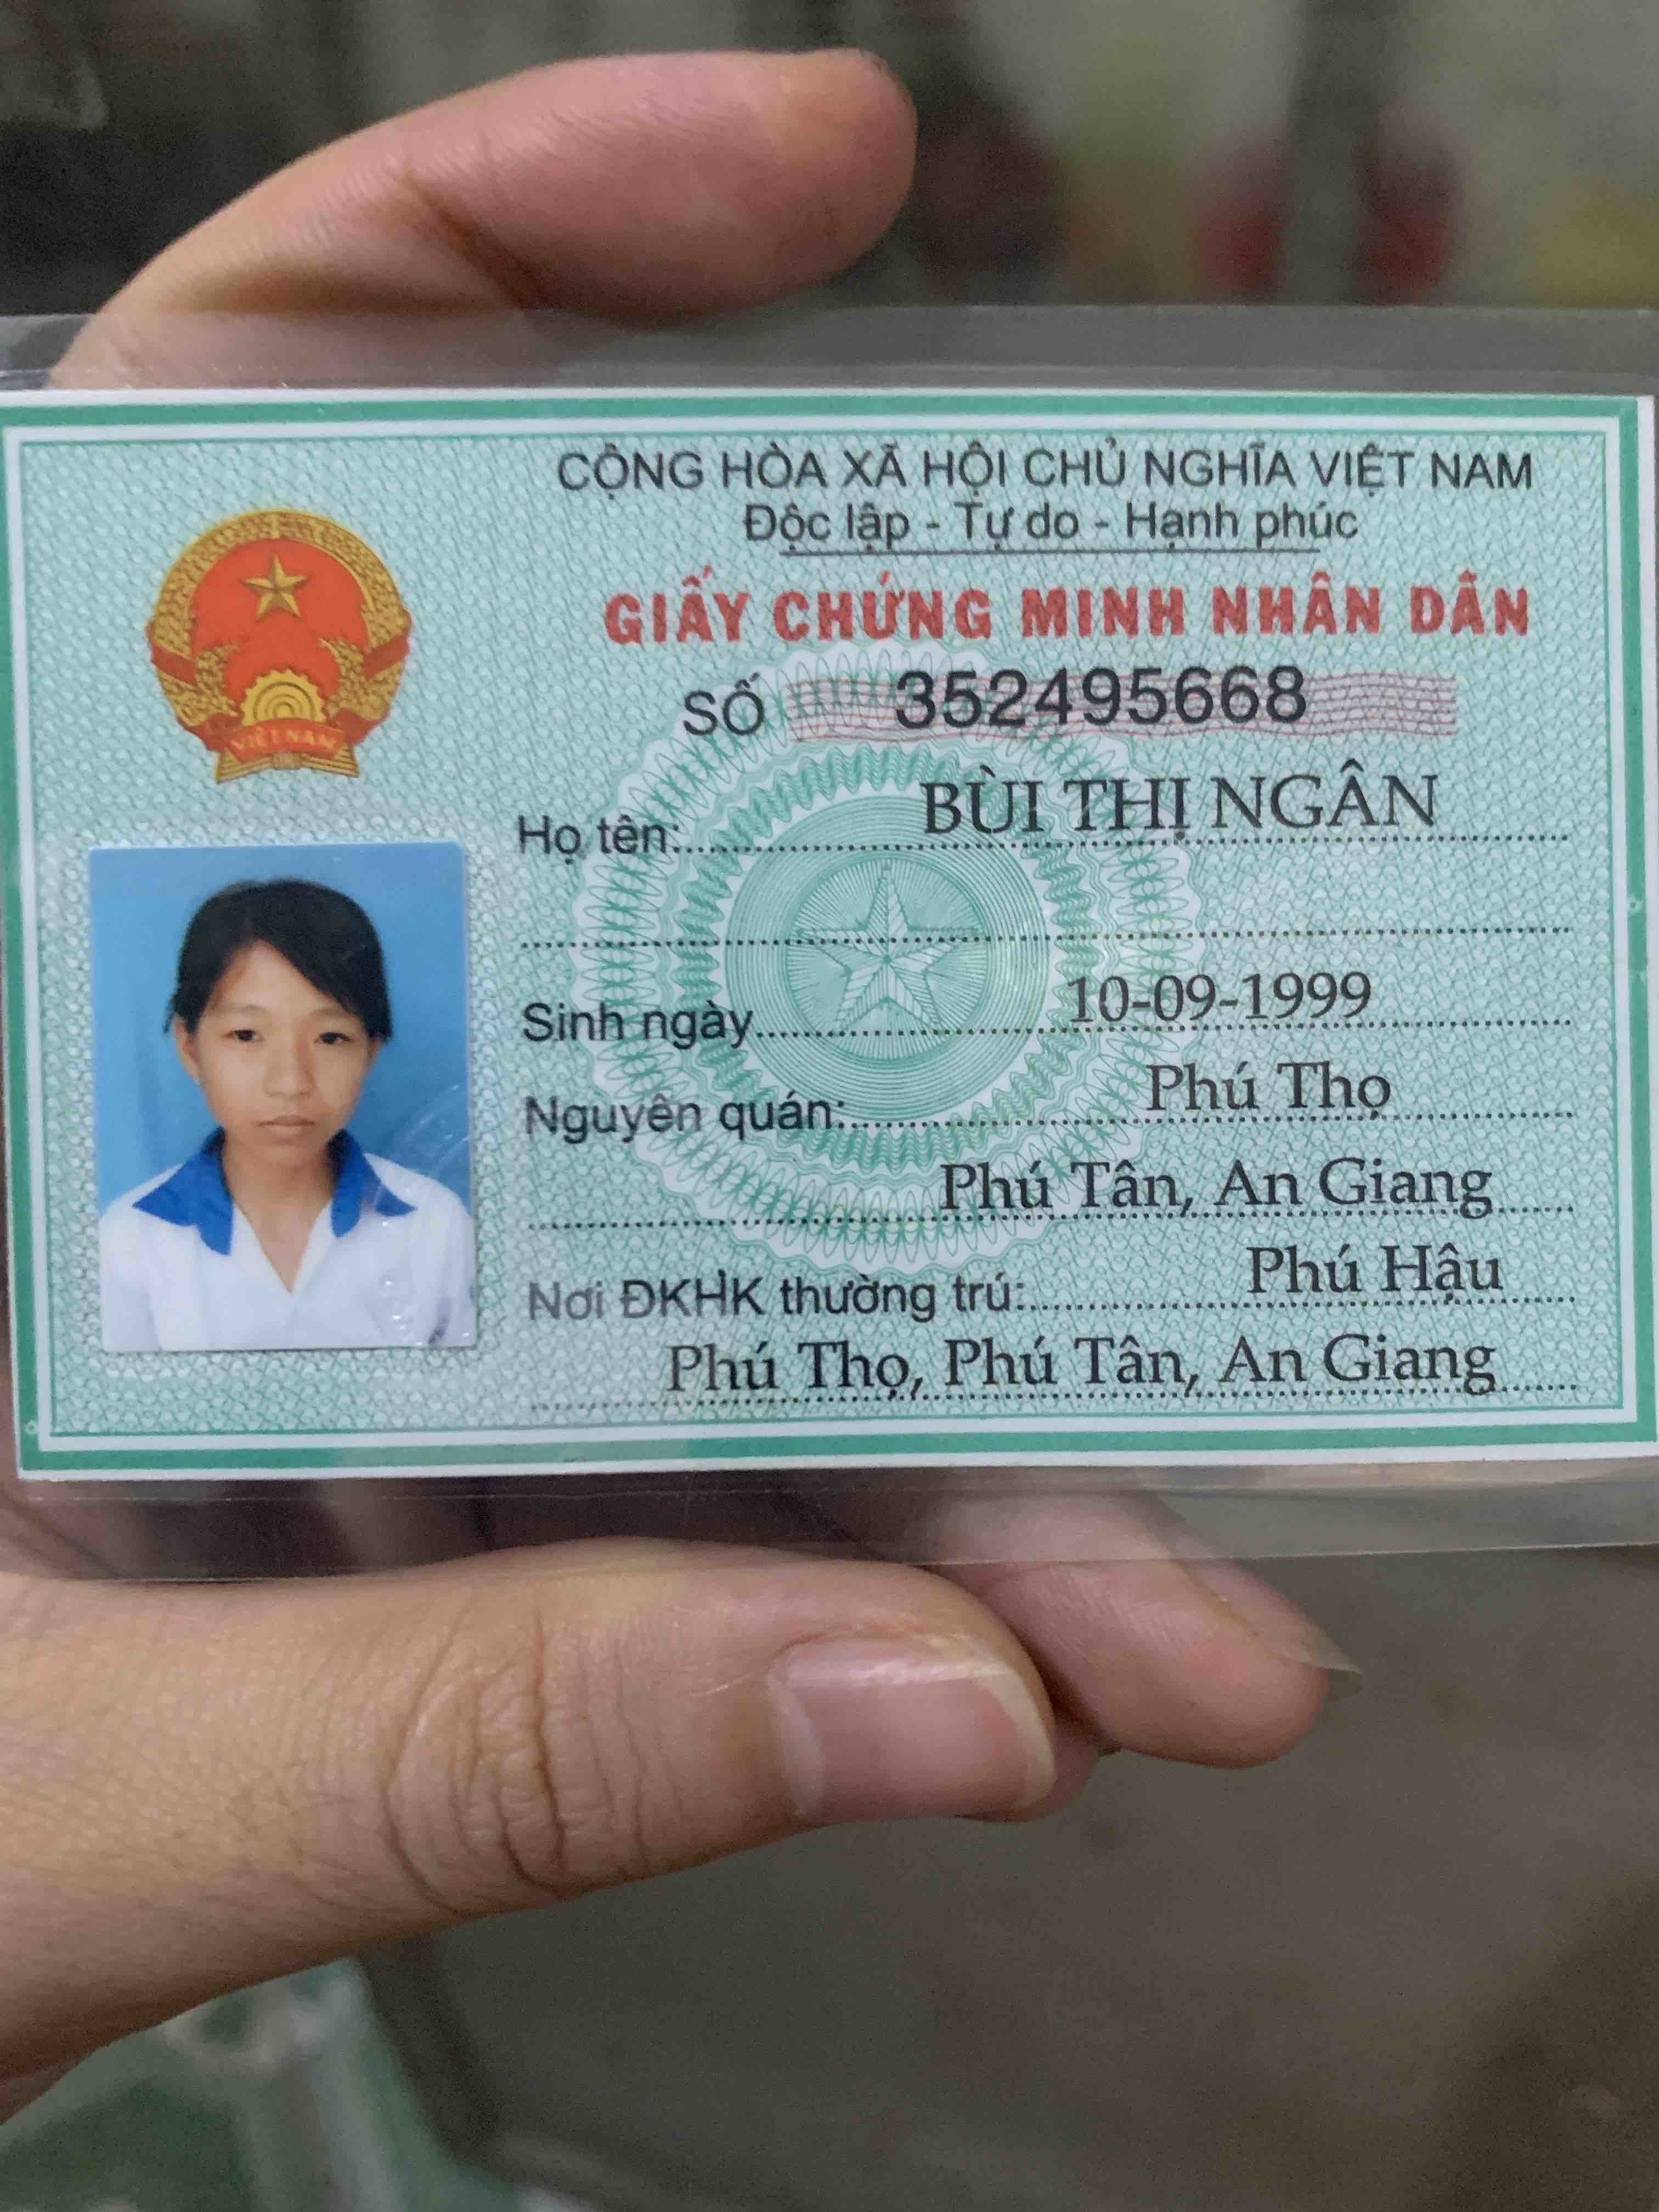 CỘNG HÒA XÃ HỘI CHỦ NGHĨA VIỆT NAM
Độc lập - Tự do - Hạnh phúc
GIẤY CHỨNG MINH NHÂN DÂN
SỐ 352495668
VIỆT NAM
Họ tên: BÙI THỊ NGÂN
Sinh ngày 10-09-1999
Nguyên quán: Phú Thọ
Phú Tân, An Giang
Nơi ĐKHK thường trú: Phú Hậu
Phú Thọ, Phú Tân, An Giang